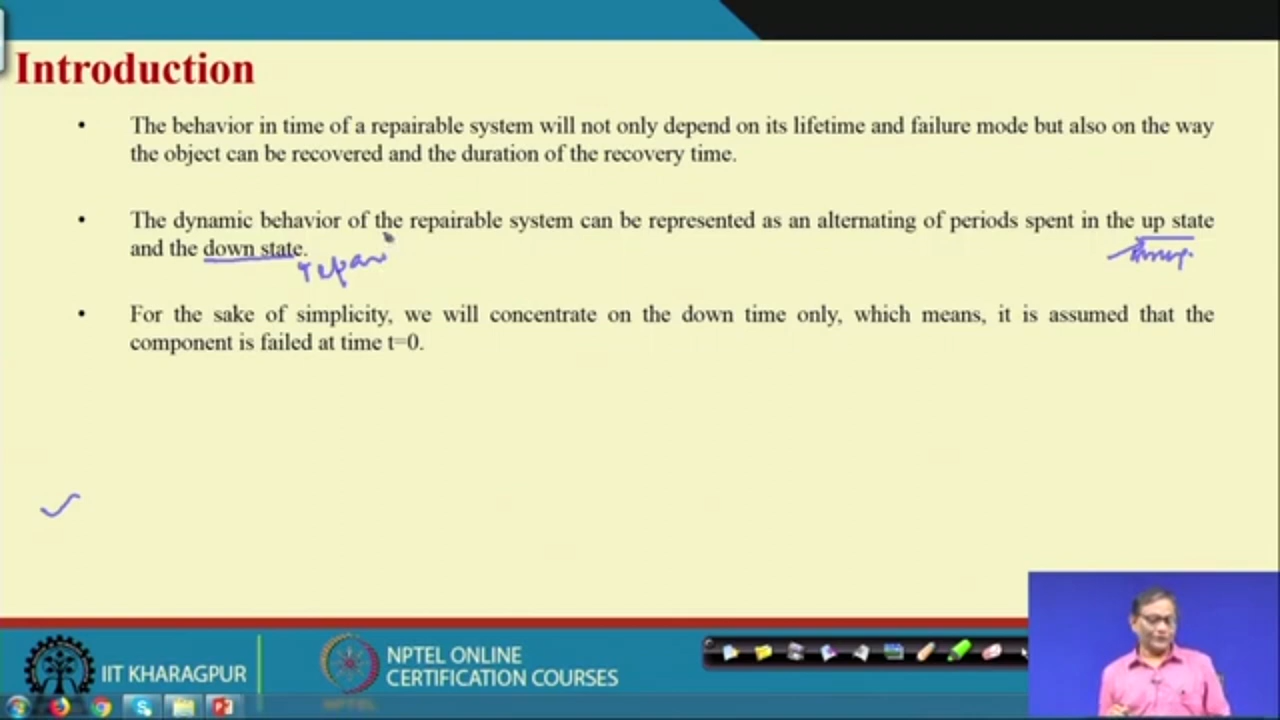 Introduction
• The behavior in time of a repairable system will not only depend on its lifetime and failure mode but also on the way
the object can be recovered and the duration of the recovery time.
• The dynamic behavior of the repairable system can be represented as an alternating of periods spent in the up state
and the down state.
repair
• For the sake of simplicity, we will concentrate on the down time only, which means, it is assumed that the
component is failed at time t=0.
IIT KHARAGPUR
NPTEL ONLINE
CERTIFICATION COURSES